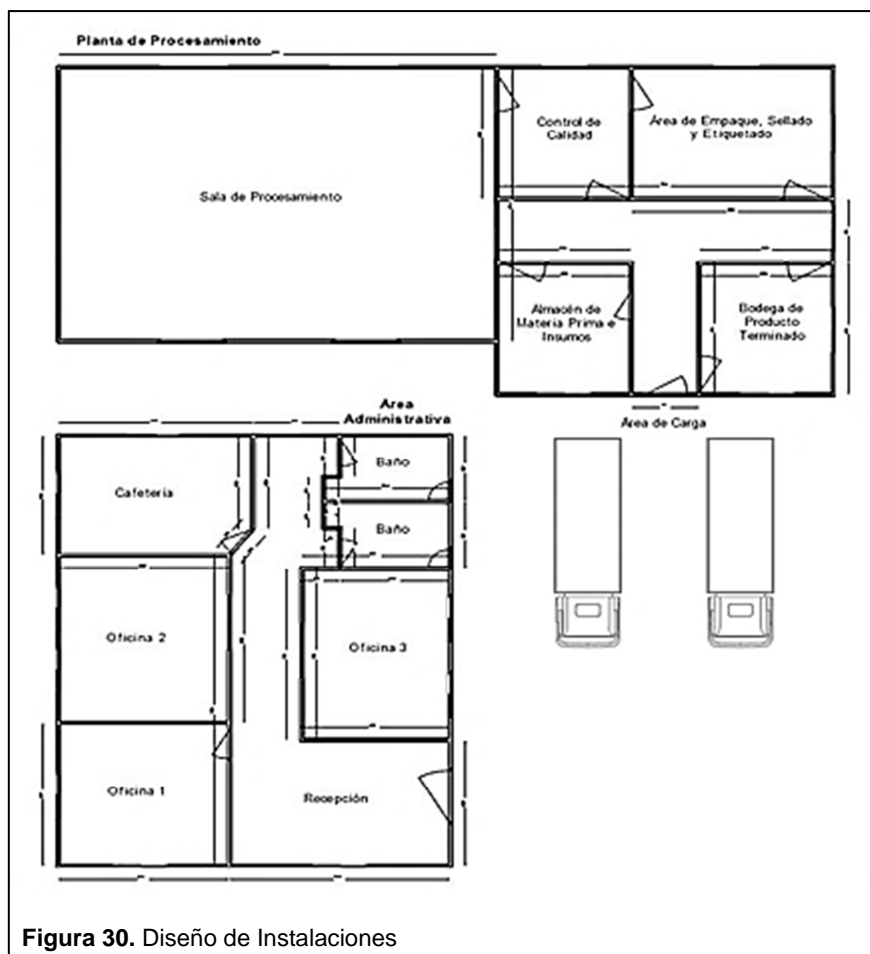 Planta de Procesamiento
Control de
Calidad
Área de Empaque, Sellado
y Etiquetado
Sala de Procesamiento
Almacén de
Materia Prima e
Insumos
Bodega de
Producto
Terminado
Area
Administrativa
Area de Carga
Cafetería
Baño
Baño
Oficina 2
Oficina 3
Oficina 1
Recepción
Figura 30. Diseño de Instalaciones